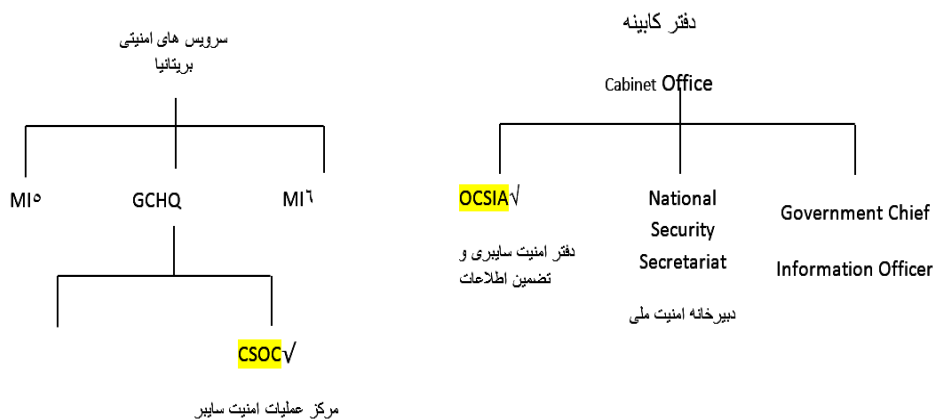 سرویس های امنیتی
بریتانیا
MI۵
GCHQ
MI۶
CSOC√
مرکز عملیات امنیت سایبر
دفتر کابینه
Cabinet Office
OCSIA√
دفتر امنیت سایبری و
تضمین اطلاعات
National
Security
Secretariat
دبیرخانه امنیت ملی
Government Chief
Information Officer